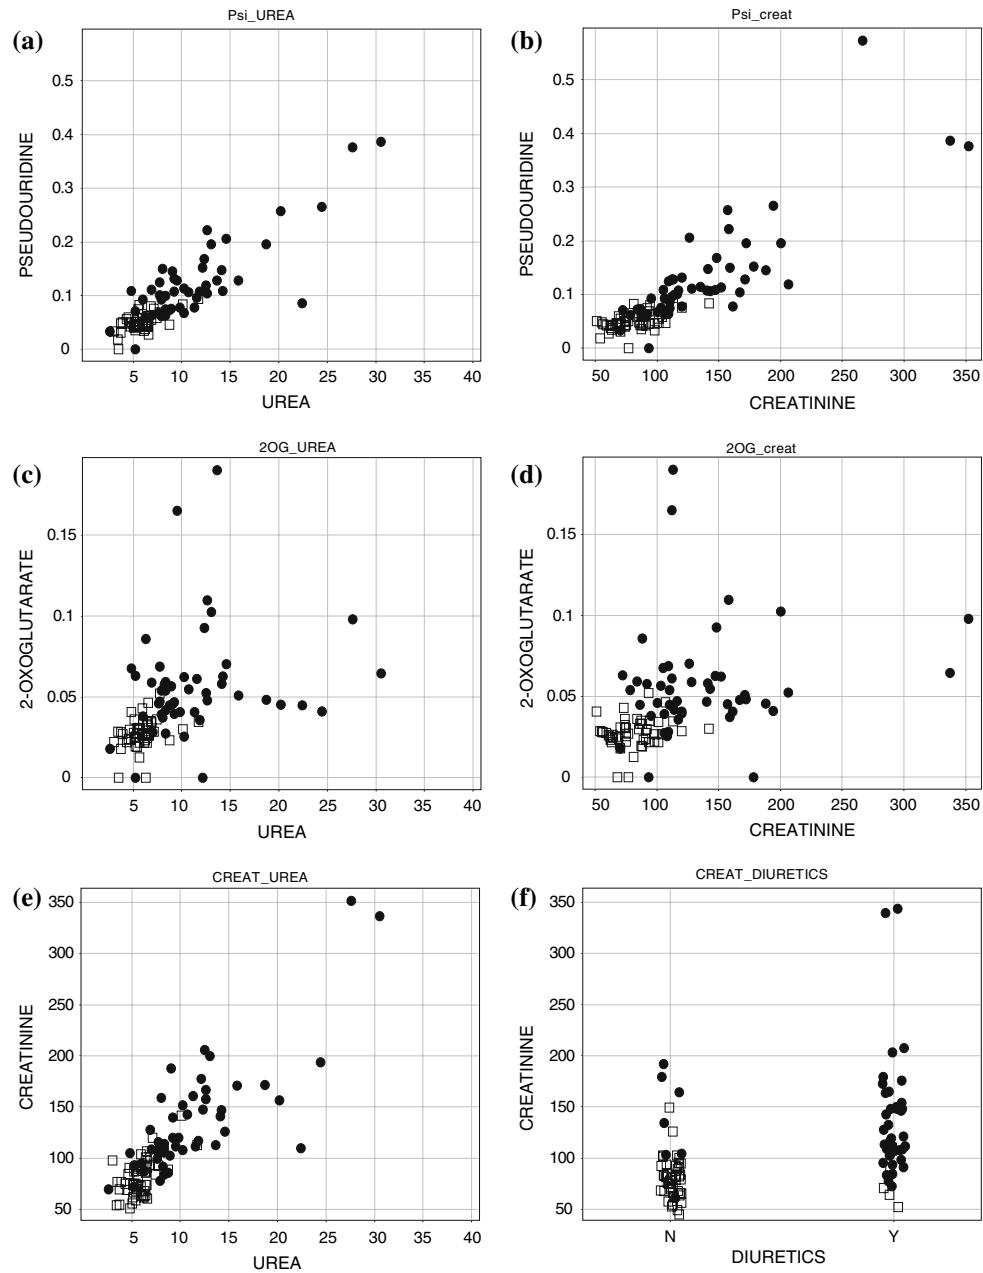 Psi_UREA
(a)
PSEUDOURIDINE
0.5
0.4
0.3
0.2
0.1
0
5 10 15 20 25 30 35 40
UREA
Psi_creat
(b)
PSEUDOURIDINE
0.5
0.4
0.3
0.2
0.1
0
50 100 150 200 250 300 350
CREATININE
2OG_UREA
(c)
2-OXOGLUTARATE
0.15
0.1
0.05
0
5 10 15 20 25 30 35 40
UREA
2OG_creat
(d)
2-OXOGLUTARATE
0.15
0.1
0.05
0
50 100 150 200 250 300 350
CREATININE
CREAT_UREA
(e)
CREATININE
350
300
250
200
150
100
50
5 10 15 20 25 30 35 40
UREA
CREAT_DIURETICS
(f)
CREATININE
350
300
250
200
150
100
50
N Y
DIURETICS